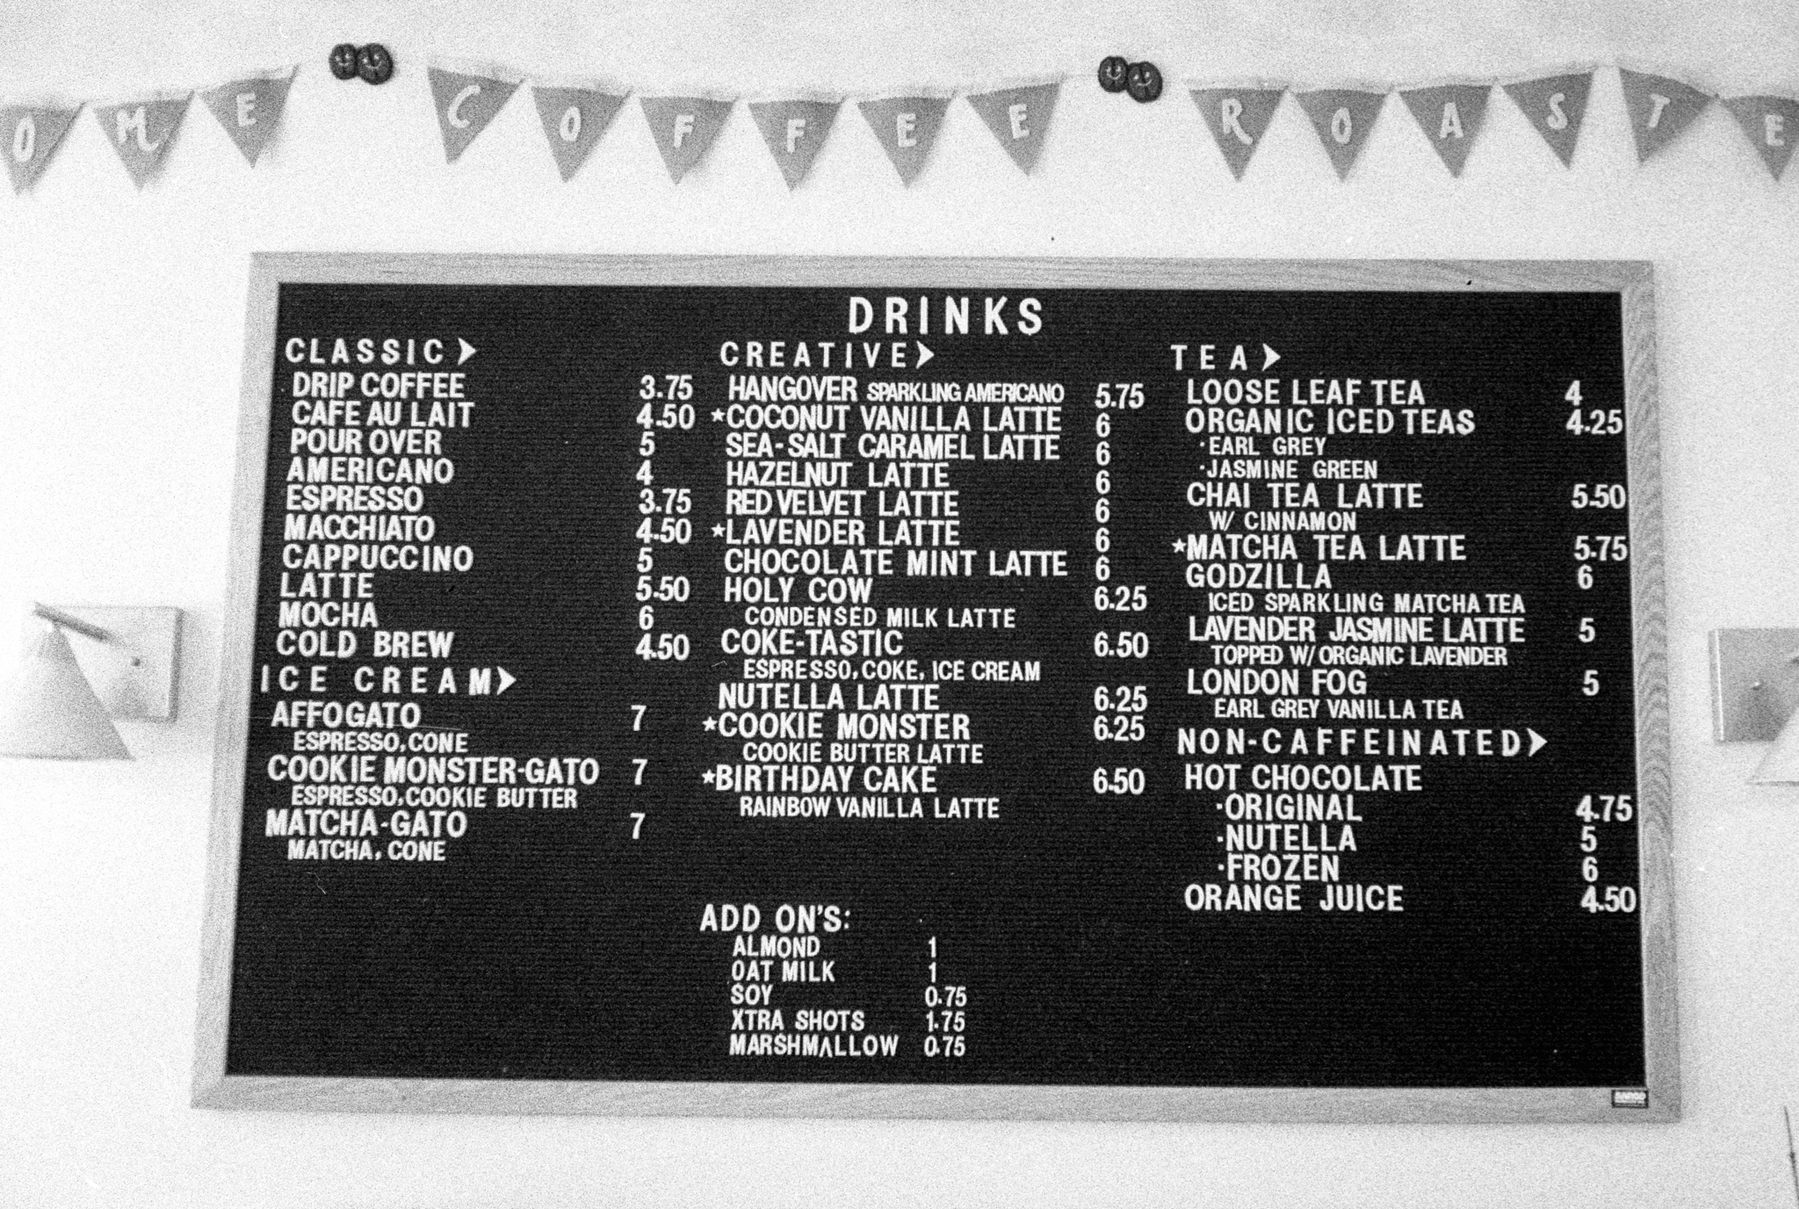 OME COFFEE ROASTE
DRINKS
CLASSIC
DRIP COFFEE 3.75
CAFE AU LAIT 4.50
POUR OVER 5
AMERICANO 4
ESPRESSO 3.75
MACCHIATO 4.50
CAPPUCCINO 5
LATTE 5.50
MOCHA 6
COLD BREW 4.50
ICE CREAM
AFFOGATO 7
ESPRESSO, CONE
COOKIE MONSTER-GATO 7
ESPRESSO, COOKIE BUTTER
MATCHA-GATO 7
MATCHA, CONE
CREATIVE
HANGOVER SPARKLING AMERICANO 5.75
★COCONUT VANILLA LATTE 6
SEA-SALT CARAMEL LATTE 6
HAZELNUT LATTE 6
RED VELVET LATTE 6
★LAVENDER LATTE 6
CHOCOLATE MINT LATTE 6
HOLY COW 6.25
CONDENSED MILK LATTE
COKE-TASTIC 6.50
ESPRESSO, COKE, ICE CREAM
NUTELLA LATTE 6.25
★COOKIE MONSTER 6.25
COOKIE BUTTER LATTE
★BIRTHDAY CAKE 6.50
RAINBOW VANILLA LATTE
ADD ON'S:
ALMOND 1
OAT MILK 1
SOY 0.75
XTRA SHOTS 1.75
MARSHMALLOW 0.75
TEA
LOOSE LEAF TEA 4
ORGANIC ICED TEAS 4.25
·EARL GREY
·JASMINE GREEN
CHAI TEA LATTE 5.50
W/ CINNAMON
★MATCHA TEA LATTE 5.75
GODZILLA 6
ICED SPARKLING MATCHA TEA
LAVENDER JASMINE LATTE 5
TOPPED W/ ORGANIC LAVENDER
LONDON FOG 5
EARL GREY VANILLA TEA
NON-CAFFEINATED
HOT CHOCOLATE
·ORIGINAL 4.75
·NUTELLA 5
·FROZEN 6
ORANGE JUICE 4.50